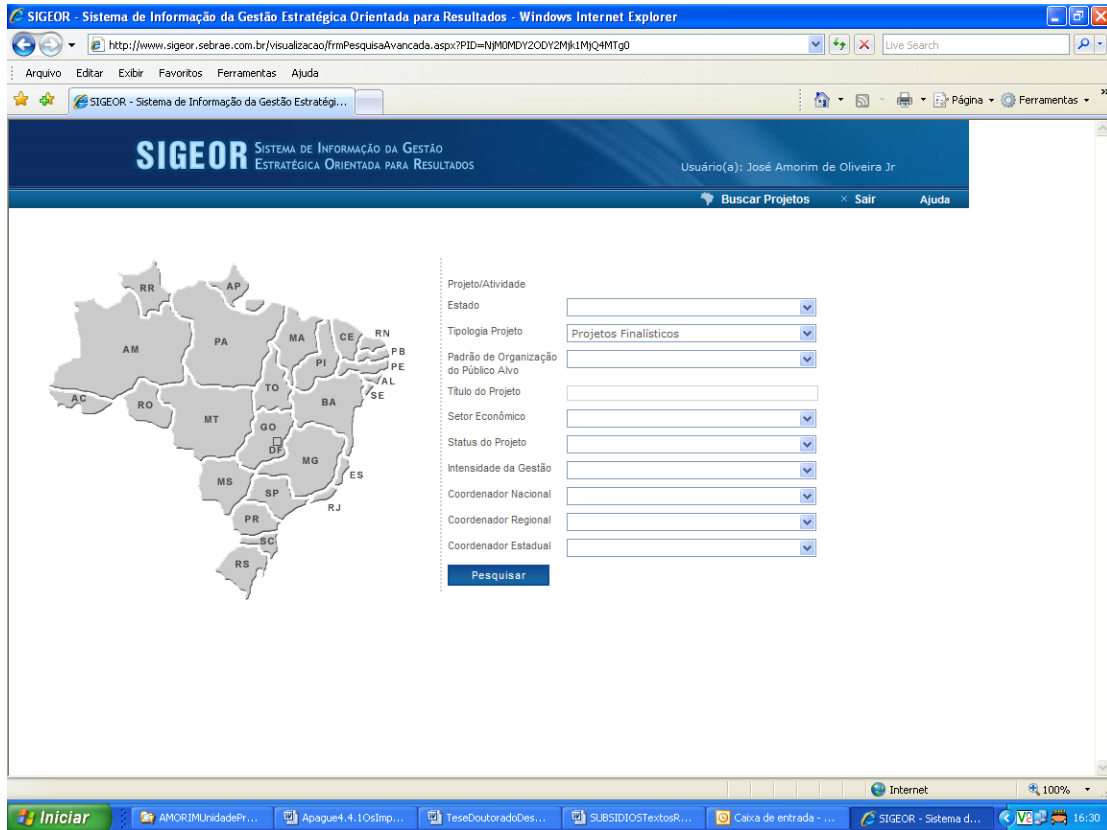 SIGEOR - Sistema de Informação da Gestão Estratégica Orientada para Resultados - Windows Internet Explorer
http://www.sigeor.sebrae.com.br/visualizacao/frmPesquisaAvancada.aspx?PID=NjM0MDY2ODY2Mjk1MjQ4MTg0
Live Search
Arquivo Editar Exibir Favoritos Ferramentas Ajuda
SIGEOR - Sistema de Informação da Gestão Estratégi...
Página Ferramentas
SIGEOR Sistema de Informação da Gestão
Estratégica Orientada para Resultados
Usuário(a): José Amorim de Oliveira Jr
Buscar Projetos × Sair Ajuda
RR
AP
AM
PA
MA
CE
RN
PB
PE
AL
SE
PI
TO
BA
AC
RO
MT
GO
DF
MG
ES
MS
SP
RJ
PR
SC
RS
Projeto/Atividade
Estado
Tipologia Projeto Projetos Finalísticos
Padrão de Organização
do Público Alvo
Título do Projeto
Setor Econômico
Status do Projeto
Intensidade da Gestão
Coordenador Nacional
Coordenador Regional
Coordenador Estadual
Pesquisar
Internet 100%
Iniciar AMORIMUnidadePr... Apague4.4.1OsImp... TeseDoutoradoDes... SUBSIDIOSTextosR... Caixa de entrada - ... SIGEOR - Sistema d... 16:30